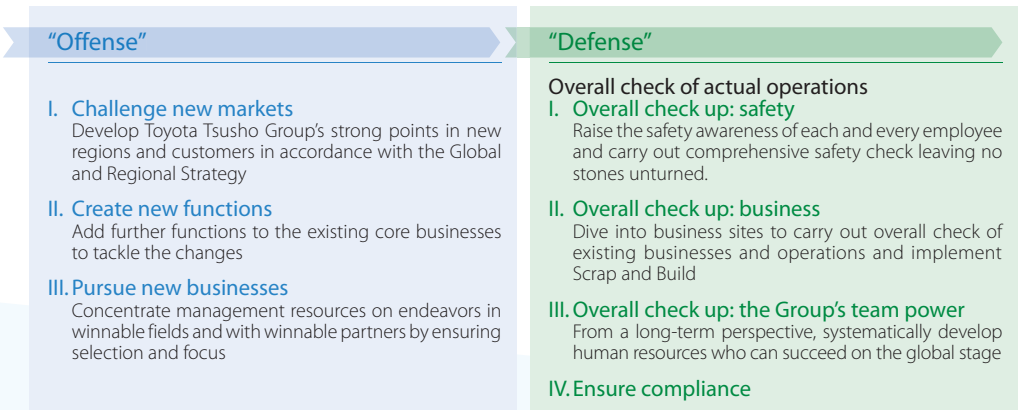 “Offense”
I. Challenge new markets
Develop Toyota Tsusho Group’s strong points in new
regions and customers in accordance with the Global
and Regional Strategy
II. Create new functions
Add further functions to the existing core businesses
to tackle the changes
III. Pursue new businesses
Concentrate management resources on endeavors in
winnable fields and with winnable partners by ensuring
selection and focus
“Defense”
Overall check of actual operations
I. Overall check up: safety
Raise the safety awareness of each and every employee
and carry out comprehensive safety check leaving no
stones unturned.
II. Overall check up: business
Dive into business sites to carry out overall check of
existing businesses and operations and implement
Scrap and Build
III. Overall check up: the Group’s team power
From a long-term perspective, systematically develop
human resources who can succeed on the global stage
IV. Ensure compliance